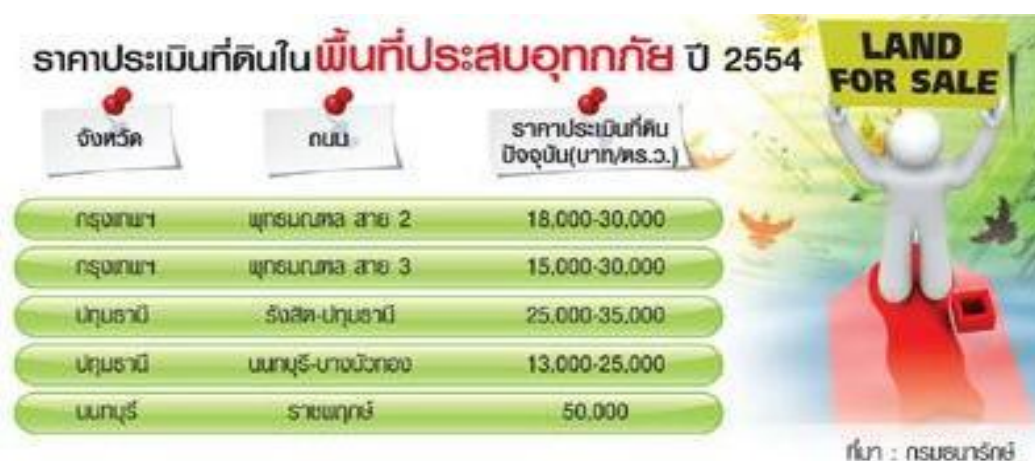 ราคาประเมินที่ดินในพื้นที่ประสบอุทกภัย ปี 2554
LAND
FOR SALE
จังหวัด ถนน ราคาประเมินที่ดิน
ปัจจุบัน(บาท/ตร.ว.)
กรุงเทพฯ พุทธมณฑล สาย 2 18,000-30,000
กรุงเทพฯ พุทธมณฑล สาย 3 15,000-30,000
ปทุมธานี รังสิต-ปทุมธานี 25,000-35,000
ปทุมธานี นนทบุรี-บางบัวทอง 13,000-25,000
นนทบุรี ราชพฤกษ์ 50,000
ที่มา : กรมธนารักษ์